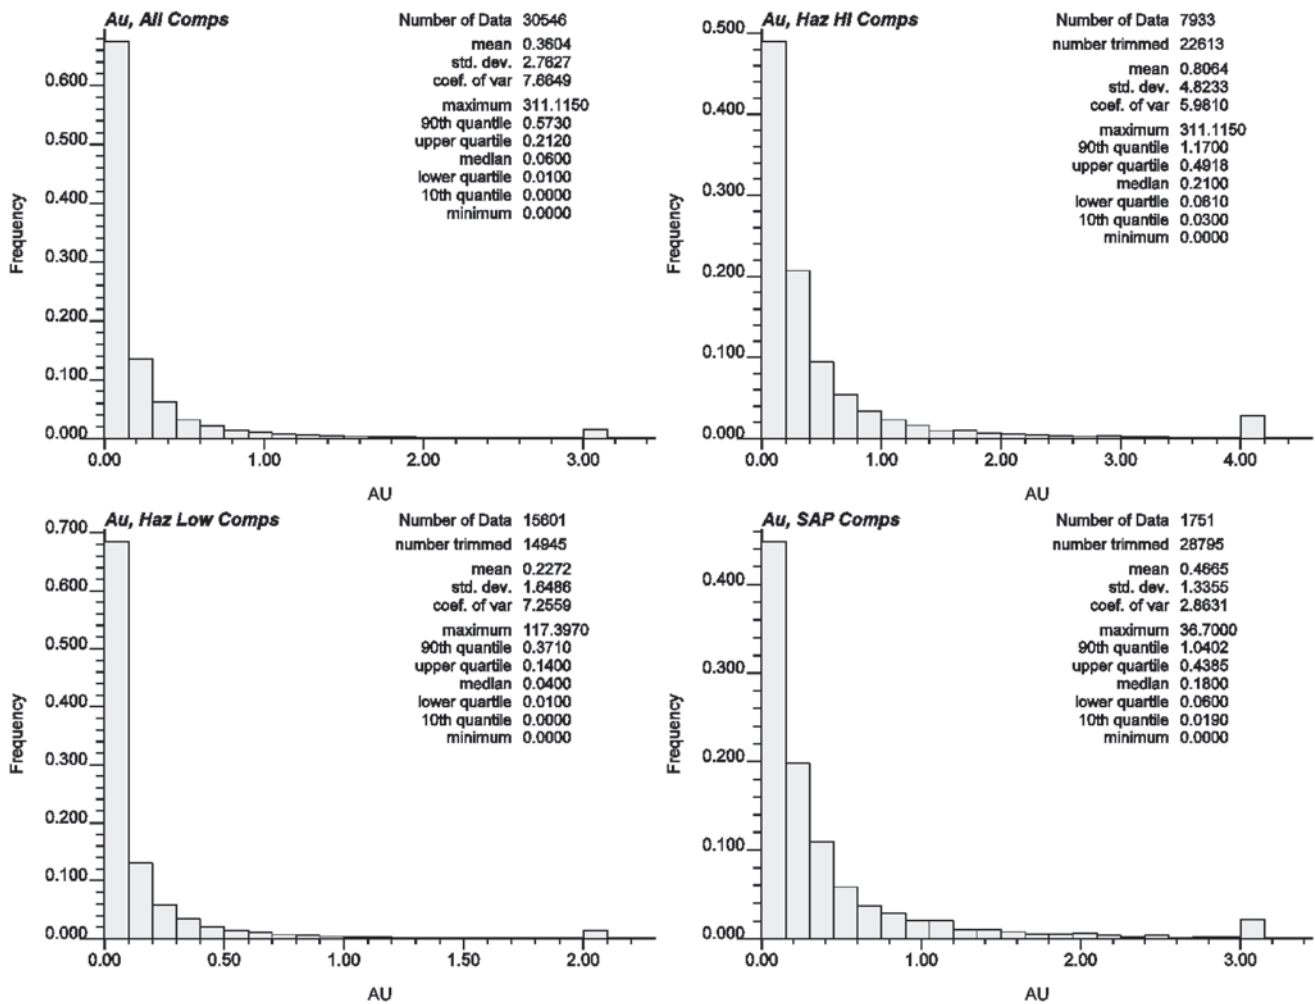 Au, All Comps
Number of Data 30546
mean 0.3604
std. dev. 2.7627
coef. of var 7.6649
maximum 311.1150
90th quantile 0.5730
upper quartile 0.2120
median 0.0600
lower quartile 0.0100
10th quantile 0.0000
minimum 0.0000
Frequency
0.600
0.500
0.400
0.300
0.200
0.100
0.000
0.00 1.00 2.00 3.00
AU
Au, Haz HI Comps
Number of Data 7933
number trimmed 22613
mean 0.8064
std. dev. 4.8233
coef. of var 5.9810
maximum 311.1150
90th quantile 1.1700
upper quartile 0.4918
median 0.2100
lower quartile 0.0810
10th quantile 0.0300
minimum 0.0000
Frequency
0.500
0.400
0.300
0.200
0.100
0.000
0.00 1.00 2.00 3.00 4.00
AU
Au, Haz Low Comps
Number of Data 15601
number trimmed 14945
mean 0.2272
std. dev. 1.6486
coef. of var 7.2559
maximum 117.3970
90th quantile 0.3710
upper quartile 0.1400
median 0.0400
lower quartile 0.0100
10th quantile 0.0000
minimum 0.0000
Frequency
0.700
0.600
0.500
0.400
0.300
0.200
0.100
0.000
0.00 0.50 1.00 1.50 2.00
AU
Au, SAP Comps
Number of Data 1751
number trimmed 28795
mean 0.4665
std. dev. 1.3355
coef. of var 2.8631
maximum 36.7000
90th quantile 1.0402
upper quartile 0.4385
median 0.1800
lower quartile 0.0600
10th quantile 0.0190
minimum 0.0000
Frequency
0.400
0.300
0.200
0.100
0.000
0.00 1.00 2.00 3.00
AU